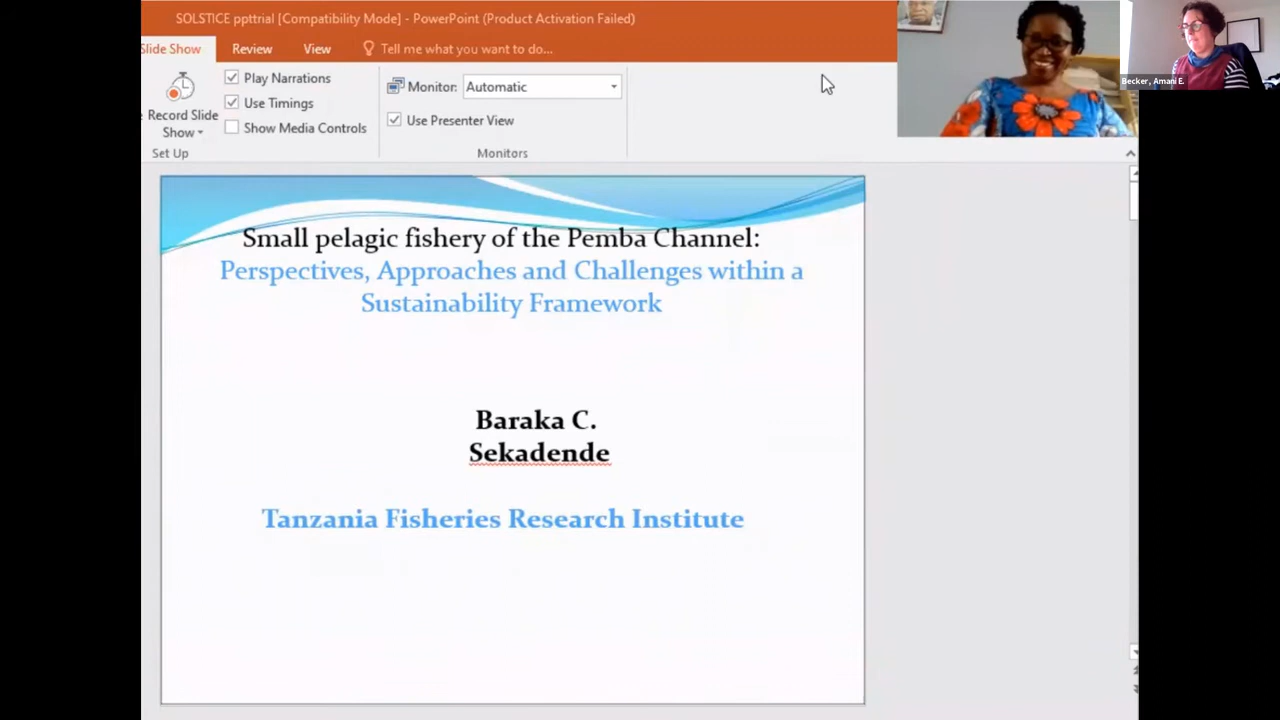 SOLSTICE ppttrial [Compatibility Mode] - PowerPoint (Product Activation Failed)
Slide Show Review View Tell me what you want to do...
Play Narrations
Use Timings
Show Media Controls
Record Slide
Show
Set Up
Monitor: Automatic
Use Presenter View
Monitors
Becker, Amani E.
Small pelagic fishery of the Pemba Channel:
Perspectives, Approaches and Challenges within a
Sustainability Framework
Baraka C.
Sekadende
Tanzania Fisheries Research Institute